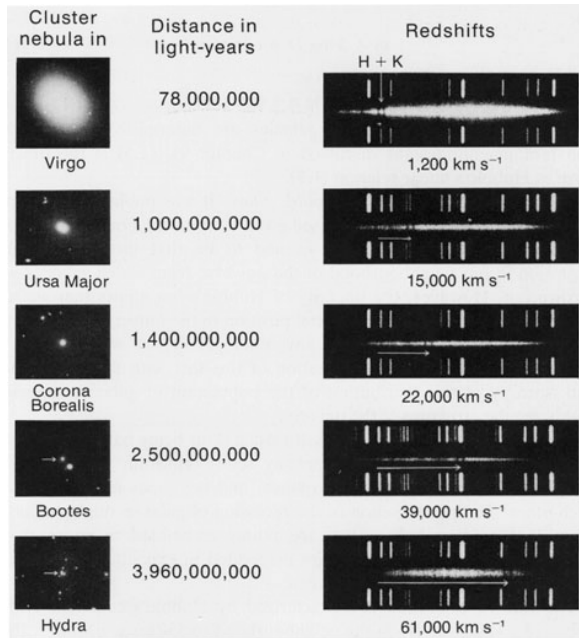 Cluster
nebula in
Distance in
light-years
Redshifts
H + K
78,000,000
Virgo
1,200 km s⁻¹
1,000,000,000
Ursa Major
15,000 km s⁻¹
1,400,000,000
Corona
Borealis
22,000 km s⁻¹
2,500,000,000
Bootes
39,000 km s⁻¹
3,960,000,000
Hydra
61,000 km s⁻¹